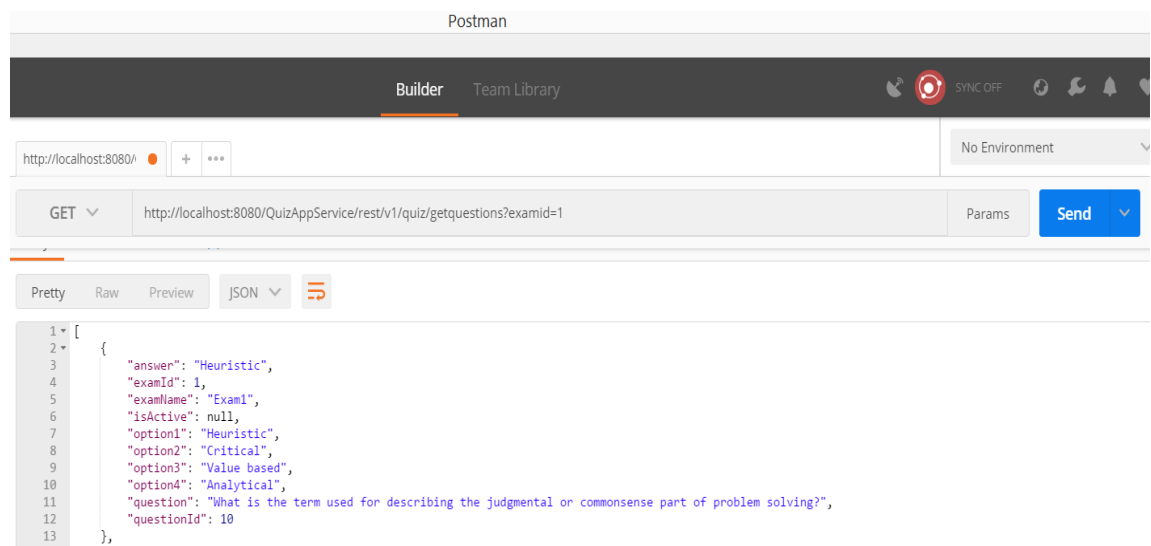 Postman
Builder Team Library SYNC OFF
http://localhost:8080/ + ••• No Environment
GET http://localhost:8080/QuizAppService/rest/v1/quiz/getquestions?examid=1 Params Send
Pretty Raw Preview JSON
1 [
2 {
3 "answer": "Heuristic",
4 "examId": 1,
5 "examName": "Exam1",
6 "isActive": null,
7 "option1": "Heuristic",
8 "option2": "Critical",
9 "option3": "Value based",
10 "option4": "Analytical",
11 "question": "What is the term used for describing the judgmental or commonsense part of problem solving?",
12 "questionId": 10
13 },